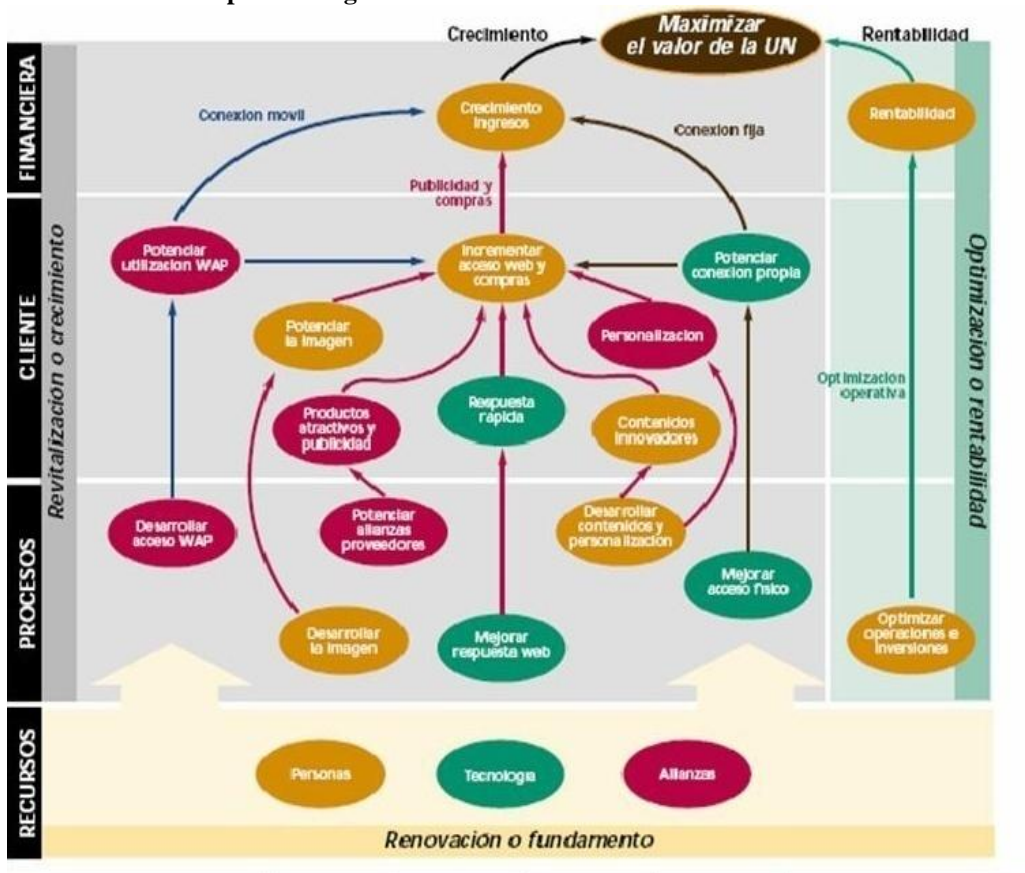 Crecimiento
Maximizar
el valor de la UN
Rentabilidad
FINANCIERA
Conexion movil
Crecimiento
Ingresos
Conexion fija
Rentabilidad
Publicidad y
compras
Revitalización o crecimiento
CLIENTE
Potenciar
utilizacion WAP
Incrementar
acceso web y
compras
Potenciar
conexion propia
Optimización o rentabilidad
Potenciar
la Imagen
Personalizacion
Optimizacion
operativa
Productos
atractivos y
publicidad
Respuesta
rapida
Contenidos
Innovadores
PROCESOS
Desarrollar
acceso WAP
Potenciar
alianzas
proveedores
Desarrollar
contenidos y
personalizacion
Mejorar
acceso fisico
Desarrollar
la Imagen
Mejorar
respuesta web
Optimizar
operaciones e
Inversiones
RECURSOS
Personas
Tecnologia
Alianzas
Renovación o fundamento